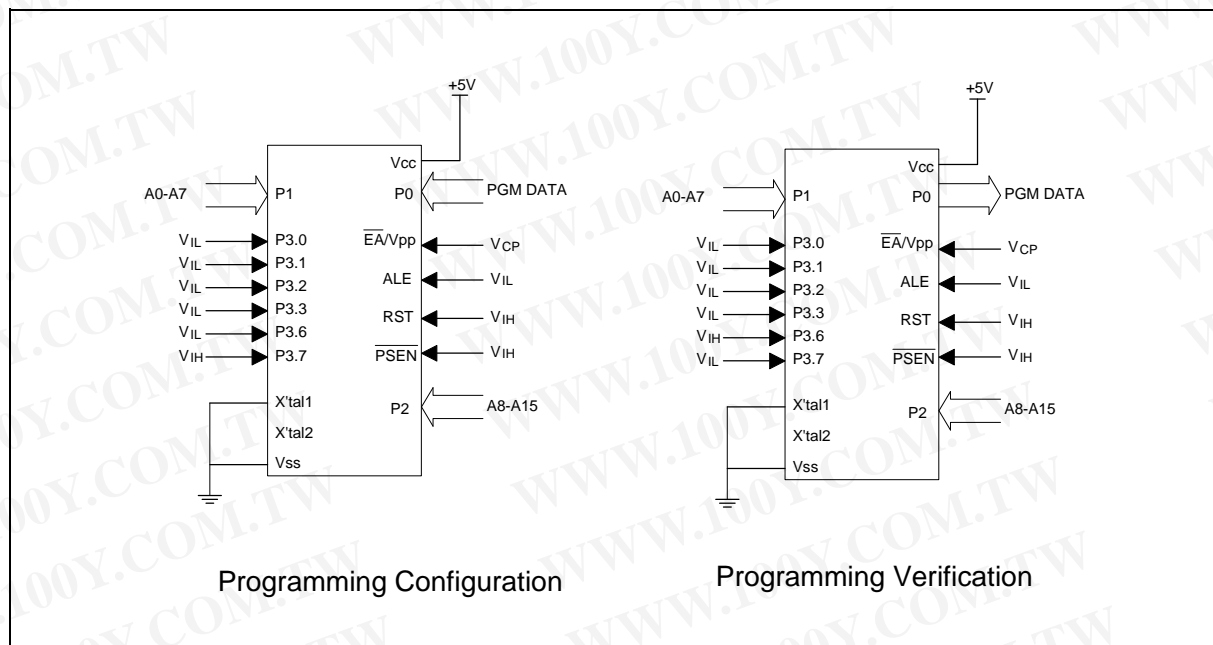 +5V
Vcc
A0-A7
P1
P0
PGM DATA
VIL
P3.0
VIL
P3.1
VIL
P3.2
VIL
P3.3
VIL
P3.6
VIH
P3.7
EA/Vpp
VCP
ALE
VIL
RST
VIH
PSEN
VIH
X'tal1
P2
A8-A15
X'tal2
Vss
Programming Configuration
+5V
Vcc
A0-A7
P1
P0
PGM DATA
VIL
P3.0
VIL
P3.1
VIL
P3.2
VIL
P3.3
VIH
P3.6
VIL
P3.7
EA/Vpp
VCP
ALE
VIL
RST
VIH
PSEN
VIH
X'tal1
P2
A8-A15
X'tal2
Vss
Programming Verification
WWW.100Y.COM.TW